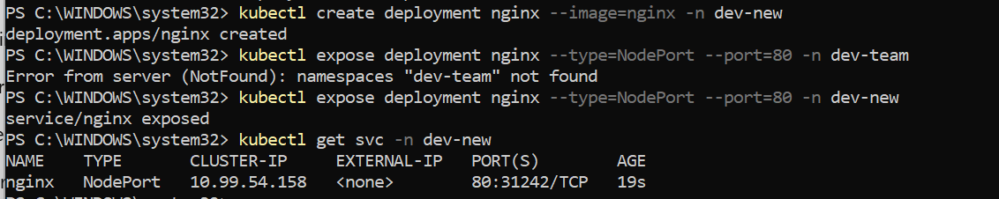 PS C:\WINDOWS\system32> kubectl create deployment nginx --image=nginx -n dev-new
deployment.apps/nginx created
PS C:\WINDOWS\system32> kubectl expose deployment nginx --type=NodePort --port=80 -n dev-team
Error from server (NotFound): namespaces "dev-team" not found
PS C:\WINDOWS\system32> kubectl expose deployment nginx --type=NodePort --port=80 -n dev-new
service/nginx exposed
PS C:\WINDOWS\system32> kubectl get svc -n dev-new
NAME    TYPE       CLUSTER-IP     EXTERNAL-IP   PORT(S)        AGE
nginx   NodePort   10.99.54.158   <none>        80:31242/TCP   19s